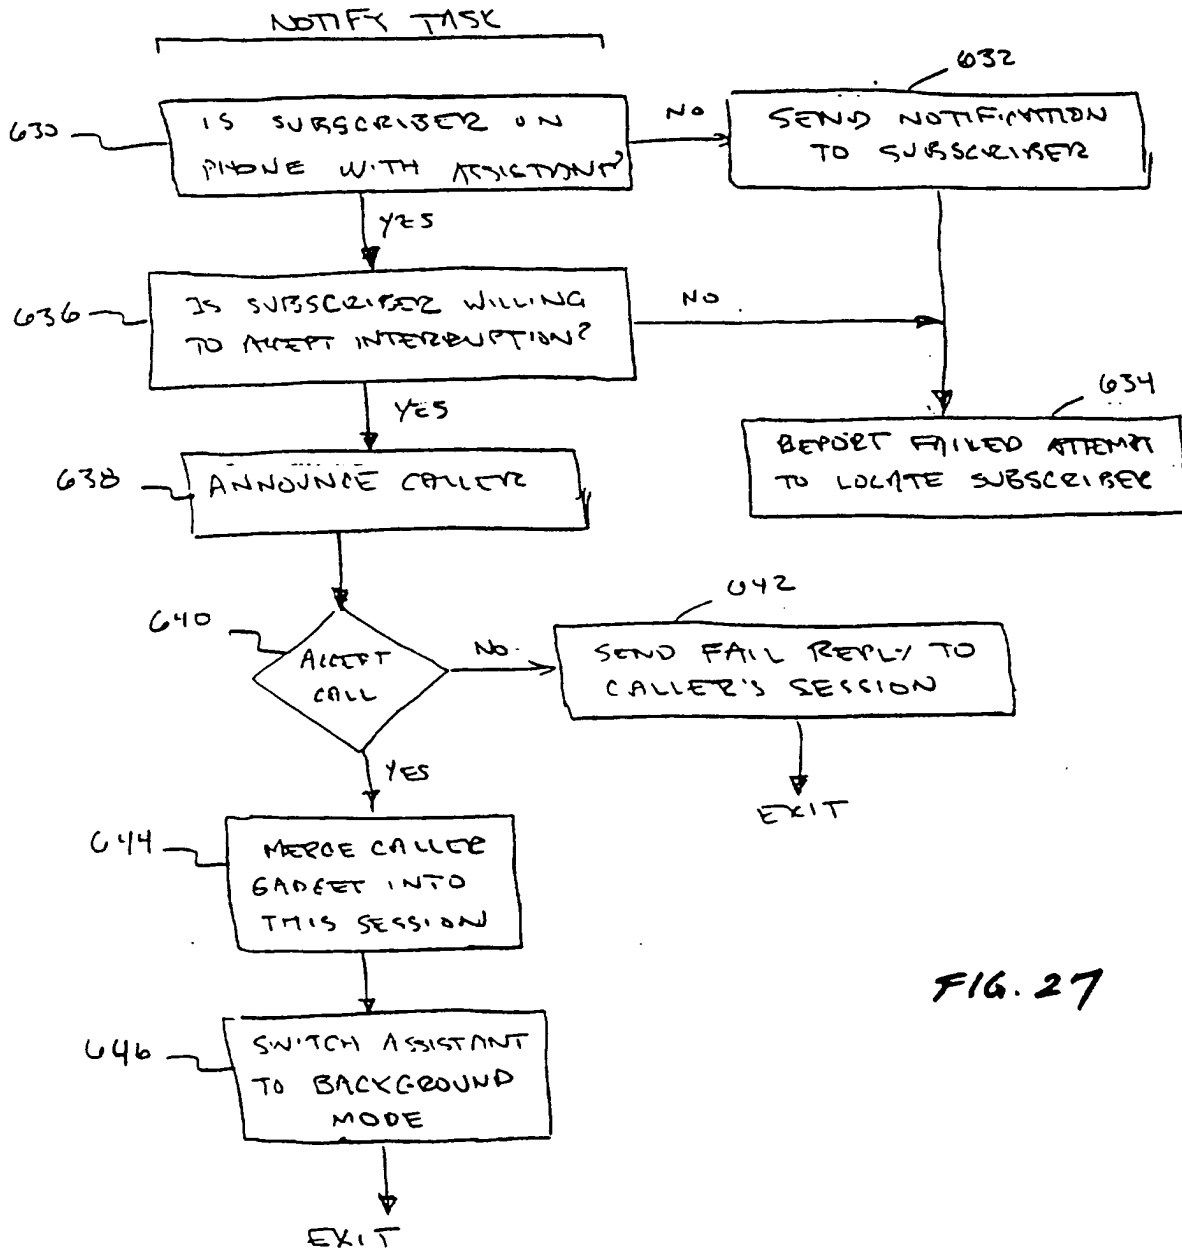 NOTIFY TASK
632
630
IS SUBSCRIBER ON
PHONE WITH ASSISTANT?
NO
SEND NOTIFICATION
TO SUBSCRIBER
YES
636
IS SUBSCRIBER WILLING
TO ACCEPT INTERRUPTION?
NO
YES
634
REPORT FAILED ATTEMPT
TO LOCATE SUBSCRIBER
638
ANNOUNCE CALLER
640
ACCEPT
CALL
NO.
642
SEND FAIL REPLY TO
CALLER'S SESSION
YES
EXIT
644
MERGE CALLER
GADGET INTO
THIS SESSION
FIG. 27
646
SWITCH ASSISTANT
TO BACKGROUND
MODE
EXIT